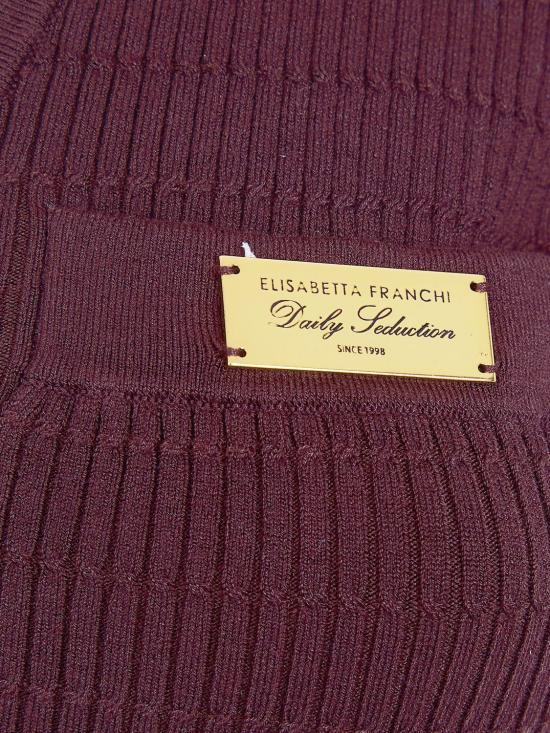 ELISABETTA FRANCHI
Daily Seduction
SINCE 1998